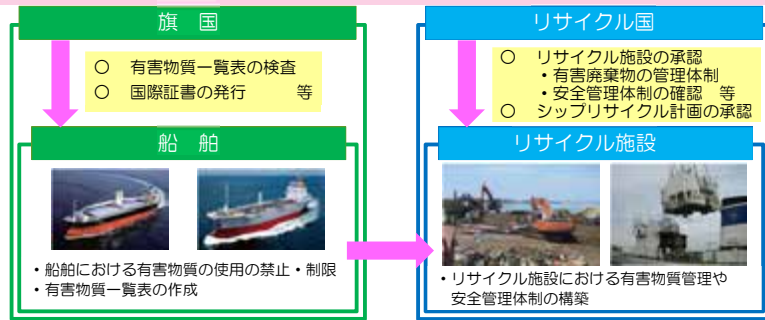 旗　国
○　有害物質一覧表の検査
○　国際証書の発行　　等
船　舶
・船舶における有害物質の使用の禁止・制限
・有害物質一覧表の作成
リサイクル国
○　リサイクル施設の承認
・有害廃棄物の管理体制
・安全管理体制の確認　等
○　シップリサイクル計画の承認
リサイクル施設
・リサイクル施設における有害物質管理や
安全管理体制の構築